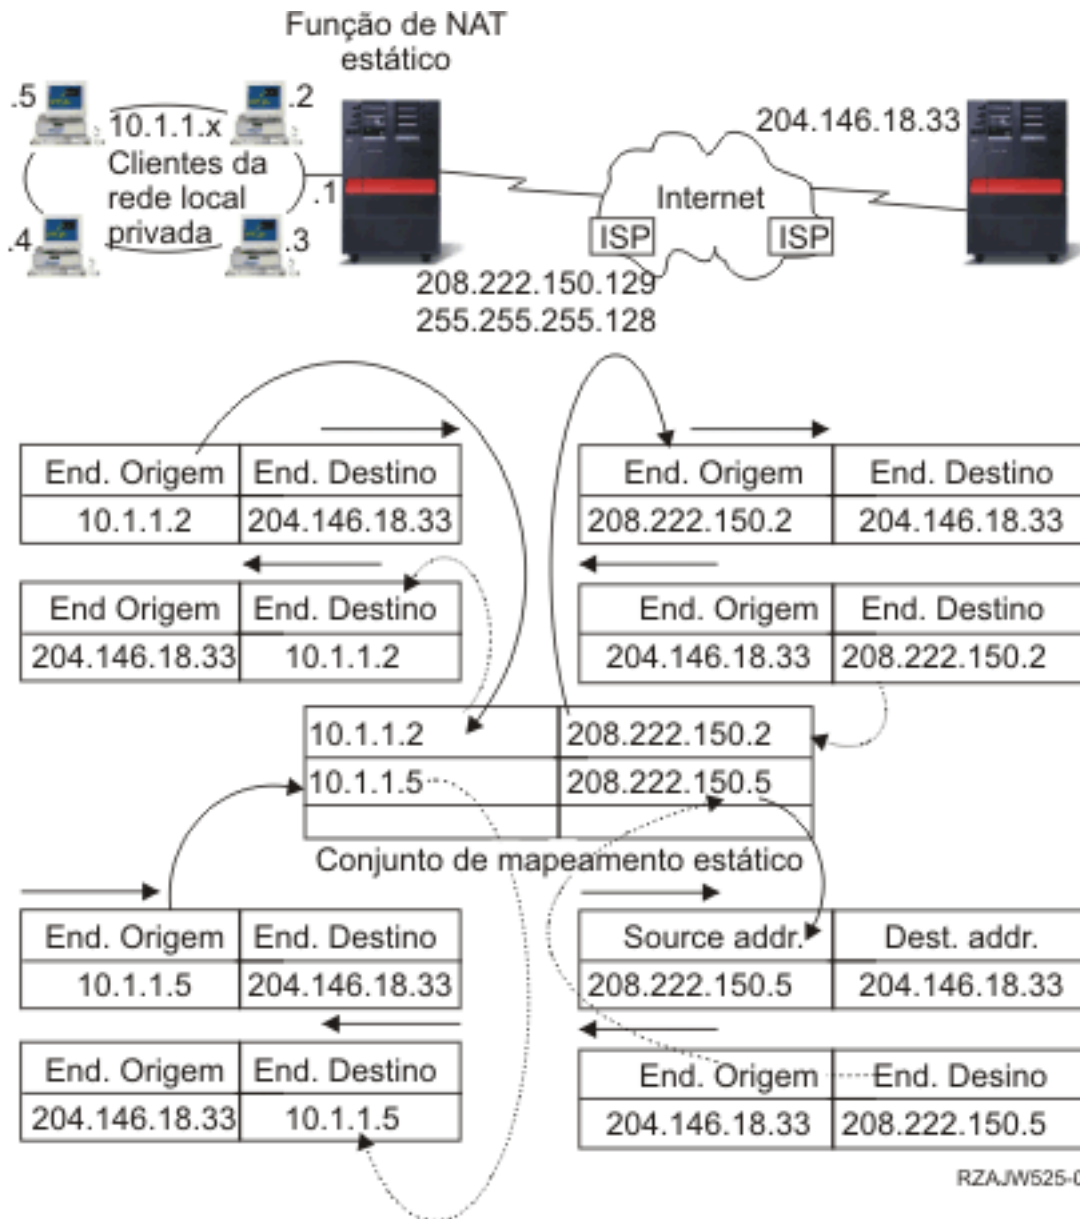 Função de NAT
estático
.5
.2
10.1.1.x
Clientes da
rede local
privada
.1
.4
.3
204.146.18.33
Internet
ISP
ISP
208.222.150.129
255.255.255.128
End. Origem End. Destino
10.1.1.2 204.146.18.33
End. Origem End. Destino
208.222.150.2 204.146.18.33
End Origem End. Destino
204.146.18.33 10.1.1.2
End. Origem End. Destino
204.146.18.33 208.222.150.2
10.1.1.2 208.222.150.2
10.1.1.5 208.222.150.5
Conjunto de mapeamento estático
End. Origem End. Destino
10.1.1.5 204.146.18.33
Source addr. Dest. addr.
208.222.150.5 204.146.18.33
End. Origem End. Destino
204.146.18.33 10.1.1.5
End. Origem End. Desino
204.146.18.33 208.222.150.5
RZAJW525-0